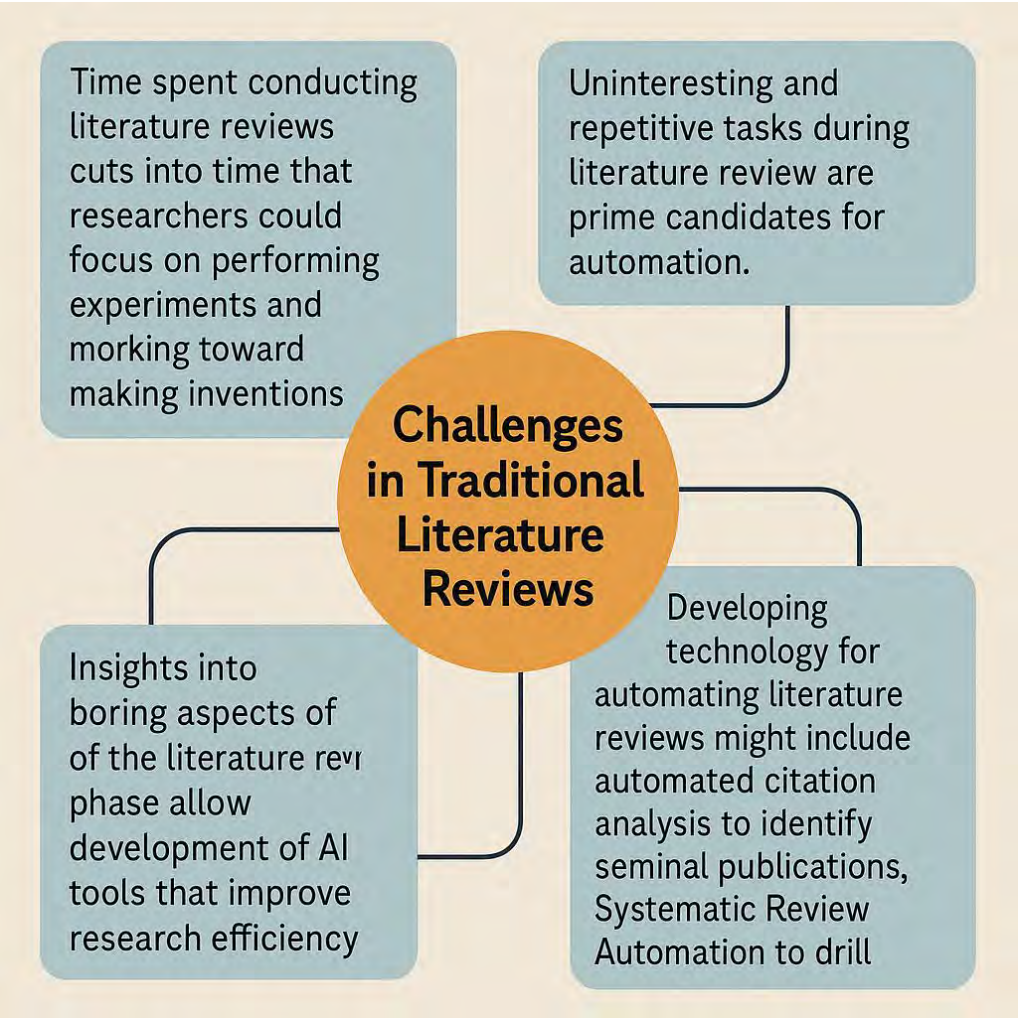 Time spent conducting
literature reviews
cuts into time that
researchers could
focus on performing
experiments and
morking toward
making inventions
Uninteresting and
repetitive tasks during
literature review are
prime candidates for
automation.
Challenges
in Traditional
Literature
Reviews
Insights into
boring aspects of
of the literature
phase allow
development of AI
tools that improve
research efficiency
Developing
technology for
automating literature
reviews might include
automated citation
analysis to identify
seminal publications,
Systematic Review
Automation to drill